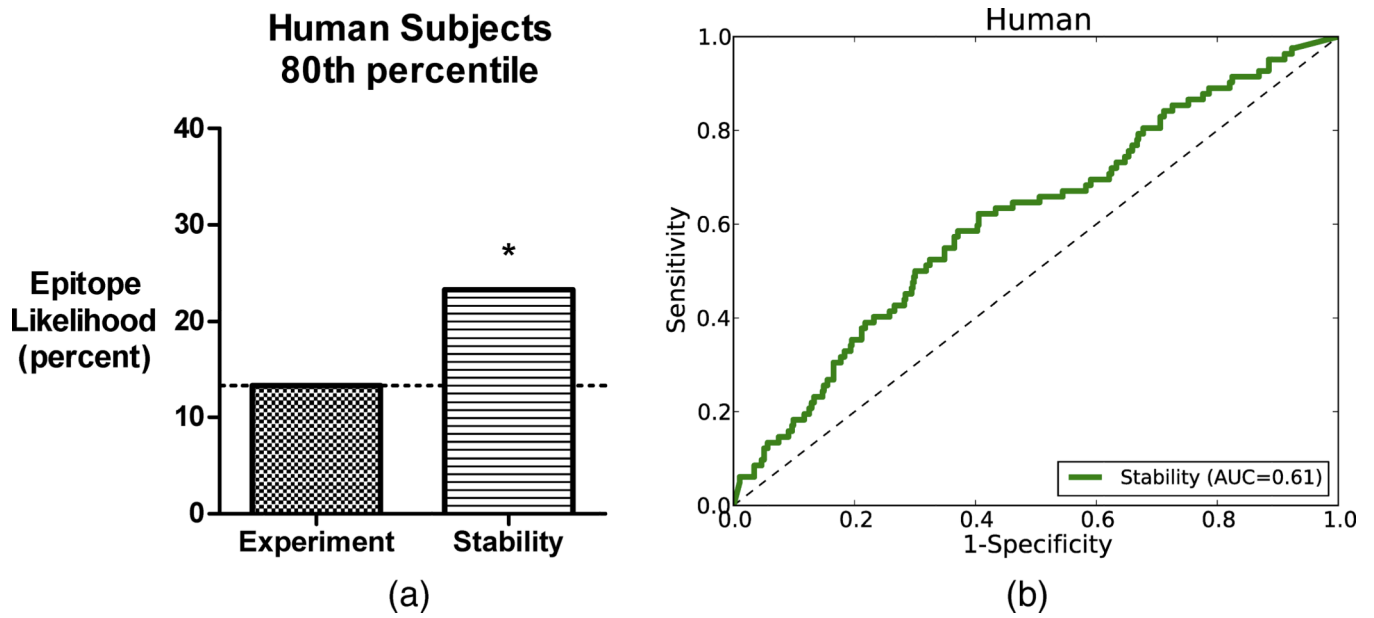 Human Subjects
80th percentile
40
30
20
10
0
Epitope
Likelihood
(percent)
*
Experiment
Stability
(a)
Human
1.0
0.8
0.6
0.4
0.2
0.0
Sensitivity
Stability (AUC=0.61)
0.0
0.2
0.4
0.6
0.8
1.0
1-Specificity
(b)